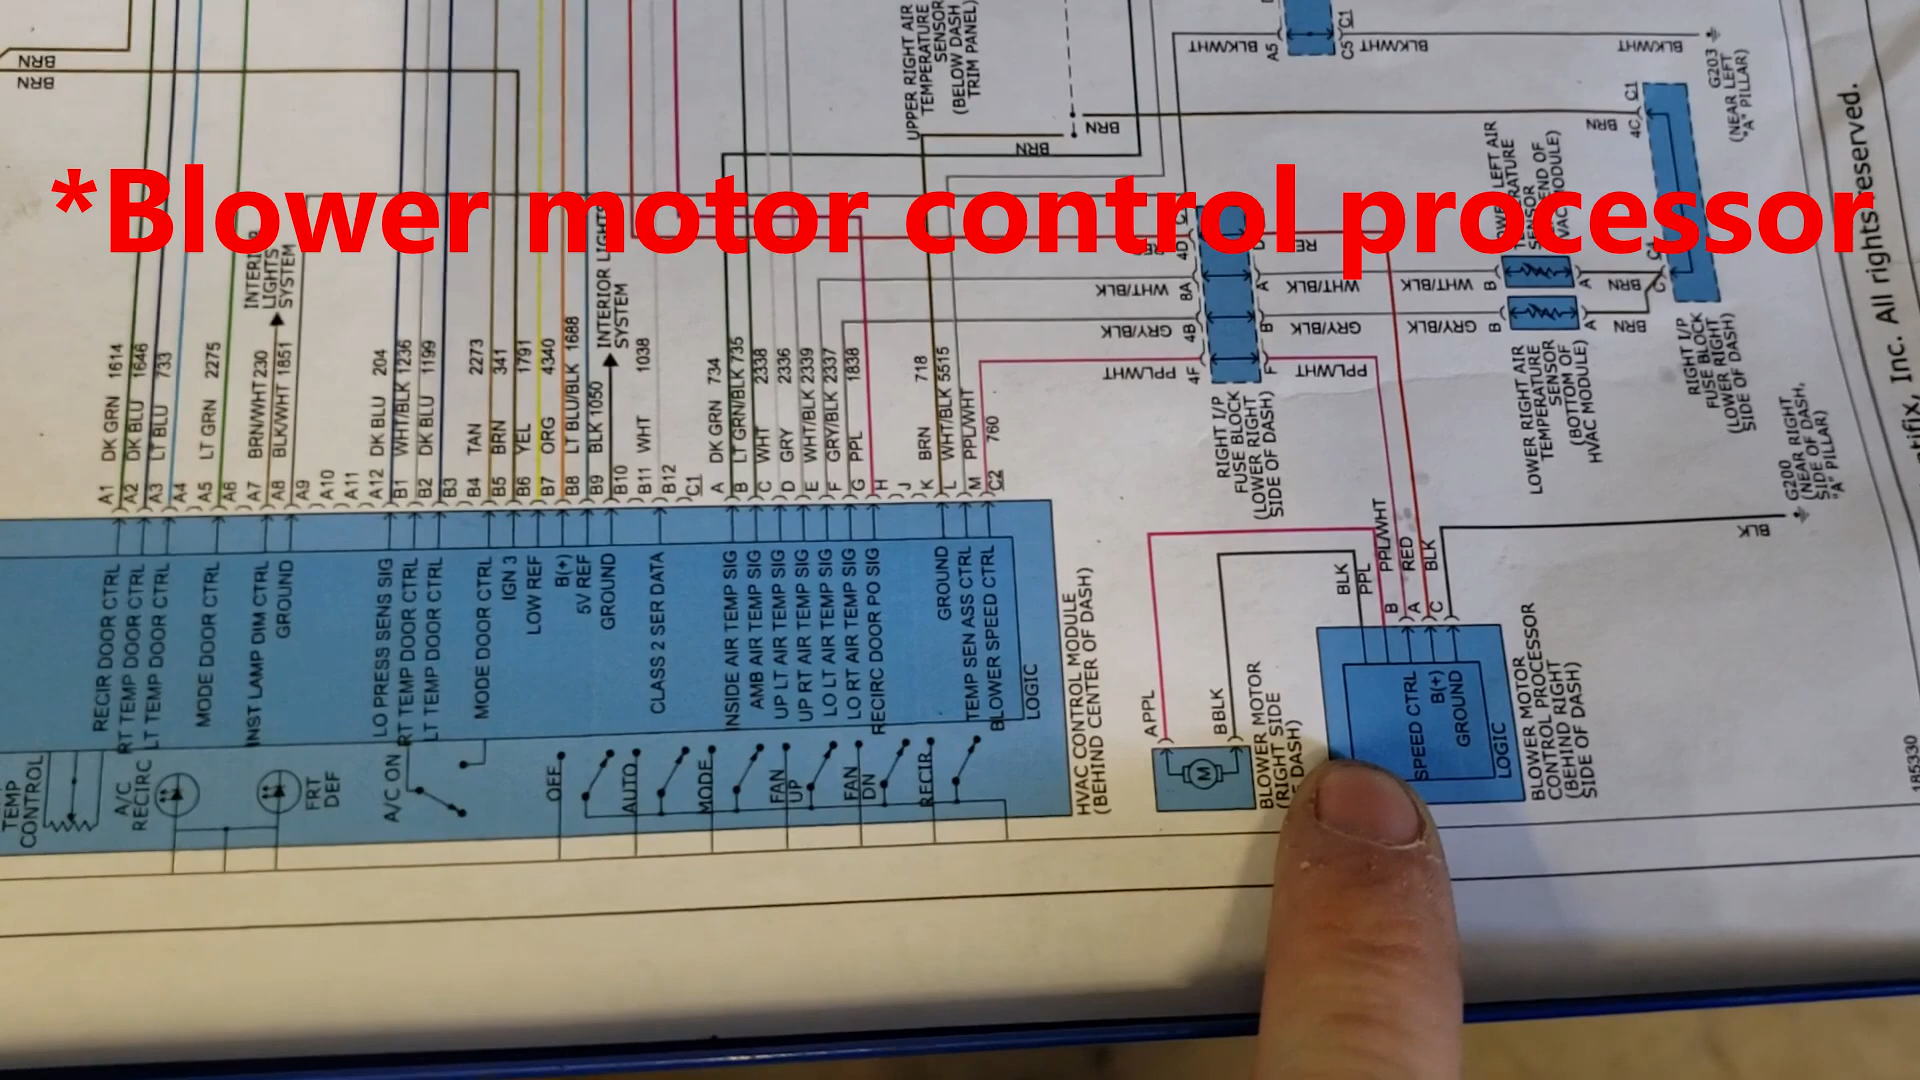 *Blower motor control processor
BRN
BRN
DK GRN 1614
DK BLU 1646
LT BLU 733
LT GRN 2275
BRN/WHT 230
BLK/WHT 1851
DK BLU 204
WHT/BLK 1236
DK BLU 1199
TAN 2273
BRN 341
YEL 1791
ORG 4340
LT BLU/BLK 1688
BLK 1050
WHT 1038
DK GRN 734
LT GRN/BLK 735
WHT 2338
GRY 2336
WHT/BLK 2339
GRY/BLK 2337
PPL 1838
BRN 718
WHT/BLK 5515
PPL/WHT 760
LIGHTS
SYSTEM
INTERIOR LIGHTS
SYSTEM
A1
A2
A3
A4
A5
A6
A7
A8
A9
A10
A11
A12
B1
B2
B3
B4
B5
B6
B7
B8
B9
B10
B11
B12
C1
A
B
C
D
E
F
G
H
J
K
L
M
C2
RECIR DOOR CTRL
RT TEMP DOOR CTRL
LT TEMP DOOR CTRL
MODE DOOR CTRL
INST LAMP DIM CTRL
GROUND
LO PRESS SENS SIG
RT TEMP DOOR CTRL
LT TEMP DOOR CTRL
MODE DOOR CTRL
IGN 3
LOW REF
B(+)
5V REF
GROUND
CLASS 2 SER DATA
INSIDE AIR TEMP SIG
AMB AIR TEMP SIG
UP LT AIR TEMP SIG
UP RT AIR TEMP SIG
LO LT AIR TEMP SIG
LO RT AIR TEMP SIG
RECIRC DOOR PO SIG
GROUND
TEMP SEN ASS CTRL
BLOWER SPEED CTRL
LOGIC
TEMP
CONTROL
A/C
RECIRC
FRT
DEF
A/C ON
OFF
AUTO
MODE
FAN
UP
FAN
DN
RECIR
HVAC CONTROL MODULE
(BEHIND CENTER OF DASH)
UPPER RIGHT AIR
TEMPERATURE
SENSOR
(BELOW DASH
TRIM PANEL)
BRN
BRN
BLK/WHT
A5
C5
C1
BLK/WHT
BLK/WHT
G203
(NEAR LEFT
"A" PILLAR)
BRN
4C
C1
4D
8A
4B
4F
WHT/BLK
GRY/BLK
PPL/WHT
A
B
F
WHT/BLK
GRY/BLK
PPL/WHT
WHT/BLK
GRY/BLK
B
B
A
A
BRN
BRN
RIGHT I/P
FUSE BLOCK
(LOWER RIGHT
SIDE OF DASH)
LOWER RIGHT AIR
TEMPERATURE
SENSOR
(BOTTOM OF
HVAC MODULE)
RIGHT I/P
FUSE BLOCK
(LOWER RIGHT
SIDE OF DASH)
G200
(NEAR RIGHT
SIDE OF DASH,
"A" PILLAR)
BLK
BLK
PPL
PPL/WHT
RED
BLK
B
A
C
A PPL
B BLK
M
BLOWER MOTOR
(RIGHT SIDE
DASH)
SPEED CTRL
B(+)
GROUND
LOGIC
BLOWER MOTOR
CONTROL PROCESSOR
(BEHIND RIGHT
SIDE OF DASH)
185330
Inc. All rights reserved.